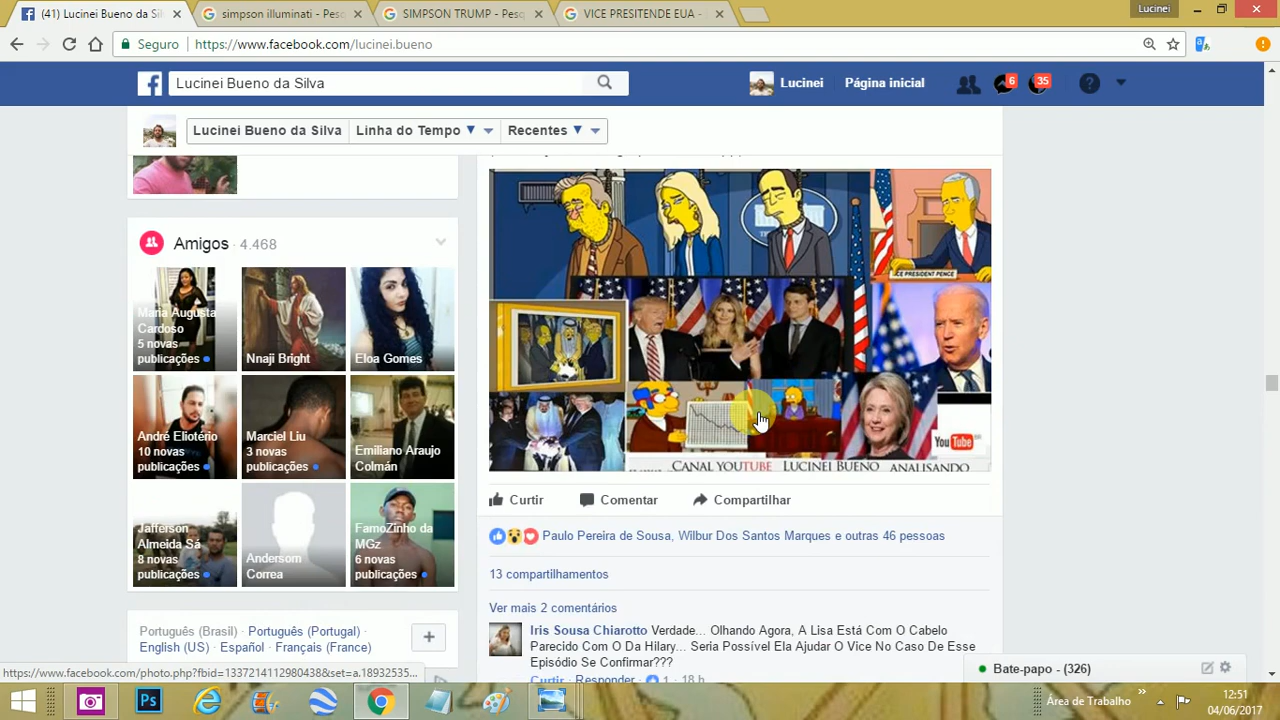 (41) Lucinei Bueno da Sil
simpson illuminati - Pesq
SIMPSON TRUMP - Pesq
VICE PRESITENDE EUA -
Lucinei
Seguro
https://www.facebook.com/lucinei.bueno
Lucinei Bueno da Silva
Lucinei
Página inicial
6
35
Lucinei Bueno da Silva
Linha do Tempo
Recentes
Amigos · 4.468
Maria Augusta
Cardoso
5 novas
publicações
Nnaji Bright
Eloa Gomes
André Eliotério
10 novas
publicações
Marcel Liu
3 novas
publicações
Emiliano Araujo
Colmán
Jafferson
Almeida Sá
8 novas
publicações
Andersom
Correa
FamoZinho da
MGz
6 novas
publicações
Português (Brasil) · Português (Portugal) ·
English (US) · Español · Français (France)
+
VICE PRESIDENT PENCE
YouTube
CANAL YOUTUBE LUCINEI BUENO ANALISANDO
Curtir
Comentar
Compartilhar
Paulo Pereira de Sousa, Wilbur Dos Santos Marques e outras 46 pessoas
13 compartilhamentos
Ver mais 2 comentários
Iris Sousa Chiarotto Verdade... Olhando Agora, A Lisa Está Com O Cabelo
Parecido Com O Da Hilary... Seria Possível Ela Ajudar O Vice No Caso De Esse
Episódio Se Confirmar???
Curtir · Responder · 1 · 18 h
Bate-papo - (326)
https://www.facebook.com/photo.php?fbid=1337214112980438&set=a.18932535...
Ps
Área de Trabalho
12:51
04/06/2017